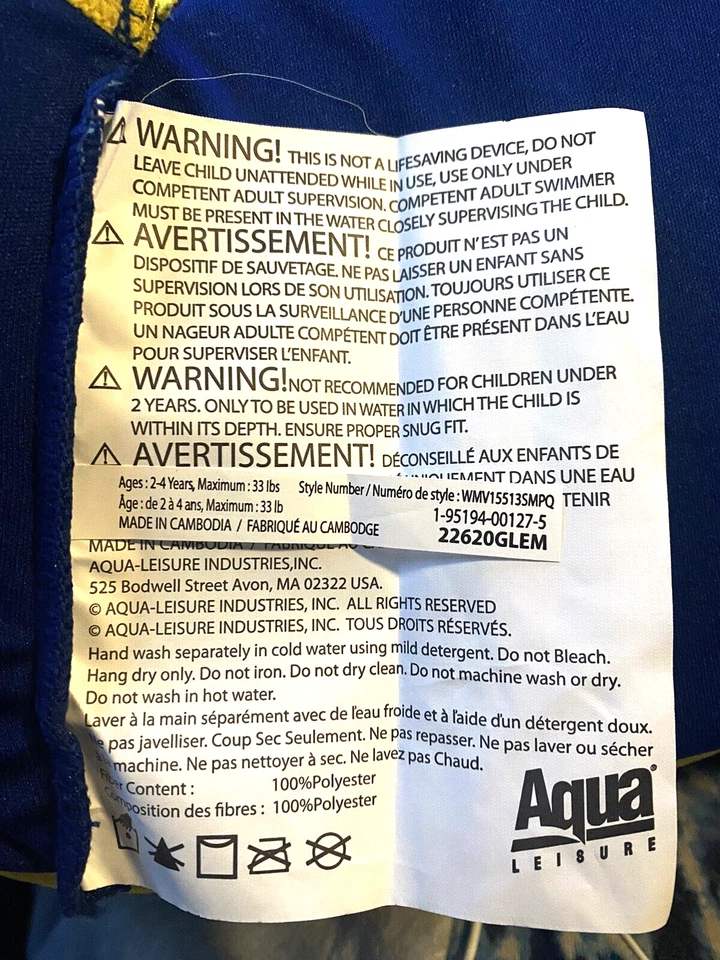 WARNING! THIS IS NOT A LIFESAVING DEVICE, DO NOT
LEAVE CHILD UNATTENDED WHILE IN USE, USE ONLY UNDER
COMPETENT ADULT SUPERVISION. COMPETENT ADULT SWIMMER
MUST BE PRESENT IN THE WATER CLOSELY SUPERVISING THE CHILD.
AVERTISSEMENT! CE PRODUIT N'EST PAS UN
DISPOSITIF DE SAUVETAGE. NE PAS LAISSER UN ENFANT SANS
SUPERVISION LORS DE SON UTILISATION. TOUJOURS UTILISER CE
PRODUIT SOUS LA SURVEILLANCE D'UNE PERSONNE COMPÉTENTE.
UN NAGEUR ADULTE COMPÉTENT DOIT ÊTRE PRÉSENT DANS L'EAU
POUR SUPERVISER L'ENFANT.
WARNING! NOT RECOMMENDED FOR CHILDREN UNDER
2 YEARS. ONLY TO BE USED IN WATER IN WHICH THE CHILD IS
WITHIN ITS DEPTH. ENSURE PROPER SNUG FIT.
AVERTISSEMENT! DÉCONSEILLÉ AUX ENFANTS DE
DANS UNE EAU
TENIR
Ages : 2-4 Years, Maximum : 33 lbs Style Number / Numéro de style : WMV15513SMPQ
Âge : de 2 à 4 ans, Maximum : 33 lb 1-95194-00127-5
MADE IN CAMBODIA / FABRIQUÉ AU CAMBODGE 22620GLEM
MADE IN CAMBODIA /
AQUA-LEISURE INDUSTRIES,INC.
525 Bodwell Street Avon, MA 02322 USA.
© AQUA-LEISURE INDUSTRIES, INC. ALL RIGHTS RESERVED
© AQUA-LEISURE INDUSTRIES, INC. TOUS DROITS RÉSERVÉS.
Hand wash separately in cold water using mild detergent. Do not Bleach.
Hang dry only. Do not iron. Do not dry clean. Do not machine wash or dry.
Do not wash in hot water.
Laver à la main séparément avec de l'eau froide et à l'aide d'un détergent doux.
pas javelliser. Coup Sec Seulement. Ne pas repasser. Ne pas laver ou sécher
machine. Ne pas nettoyer à sec. Ne lavez pas Chaud.
Fiber Content : 100%Polyester
Composition des fibres : 100%Polyester
Aqua®
LEISURE